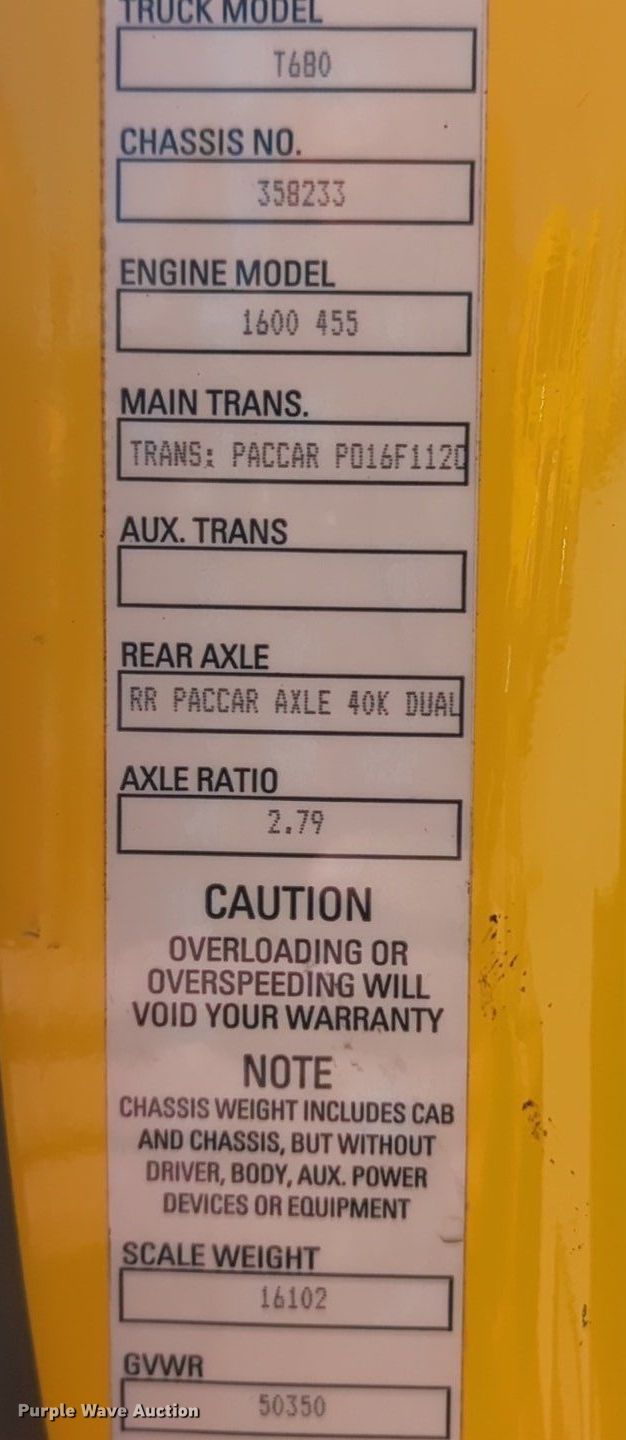 TRUCK MODEL
T680
CHASSIS NO.
358233
ENGINE MODEL
1600 455
MAIN TRANS.
TRANS: PACCAR PO16F112C
AUX. TRANS
REAR AXLE
RR PACCAR AXLE 40K DUAL
AXLE RATIO
2.79
CAUTION
OVERLOADING OR
OVERSPEEDING WILL
VOID YOUR WARRANTY
NOTE
CHASSIS WEIGHT INCLUDES CAB
AND CHASSIS, BUT WITHOUT
DRIVER, BODY, AUX. POWER
DEVICES OR EQUIPMENT
SCALE WEIGHT
16102
GVWR
50350
Purple Wave Auction